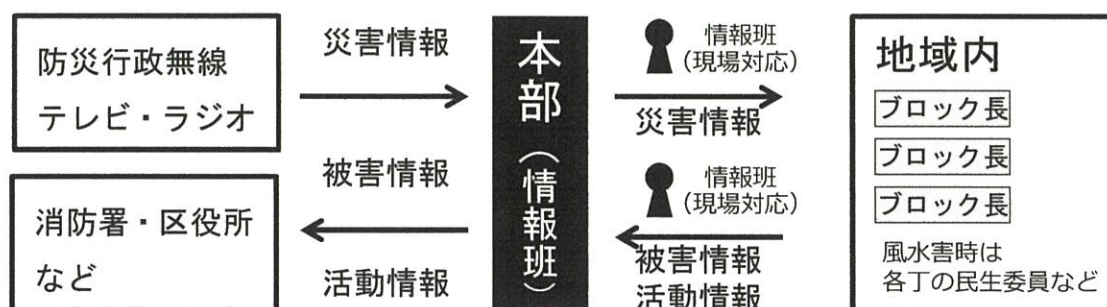 防災行政無線
テレビ・ラジオ
消防署・区役所
など
災害情報
被害情報
活動情報
本部（情報班）
情報班
（現場対応）
災害情報
情報班
（現場対応）
被害情報
活動情報
地域内
ブロック長
ブロック長
ブロック長
風水害時は
各丁の民生委員など